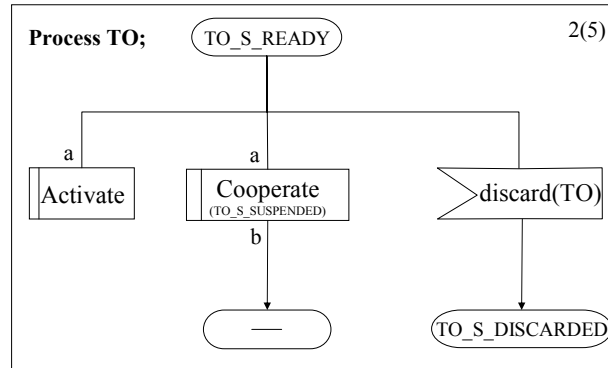 Process TO;
TO_S_READY
2(5)
a
a
Activate
Cooperate
(TO_S_SUSPENDED)
discard(TO)
b
—
TO_S_DISCARDED